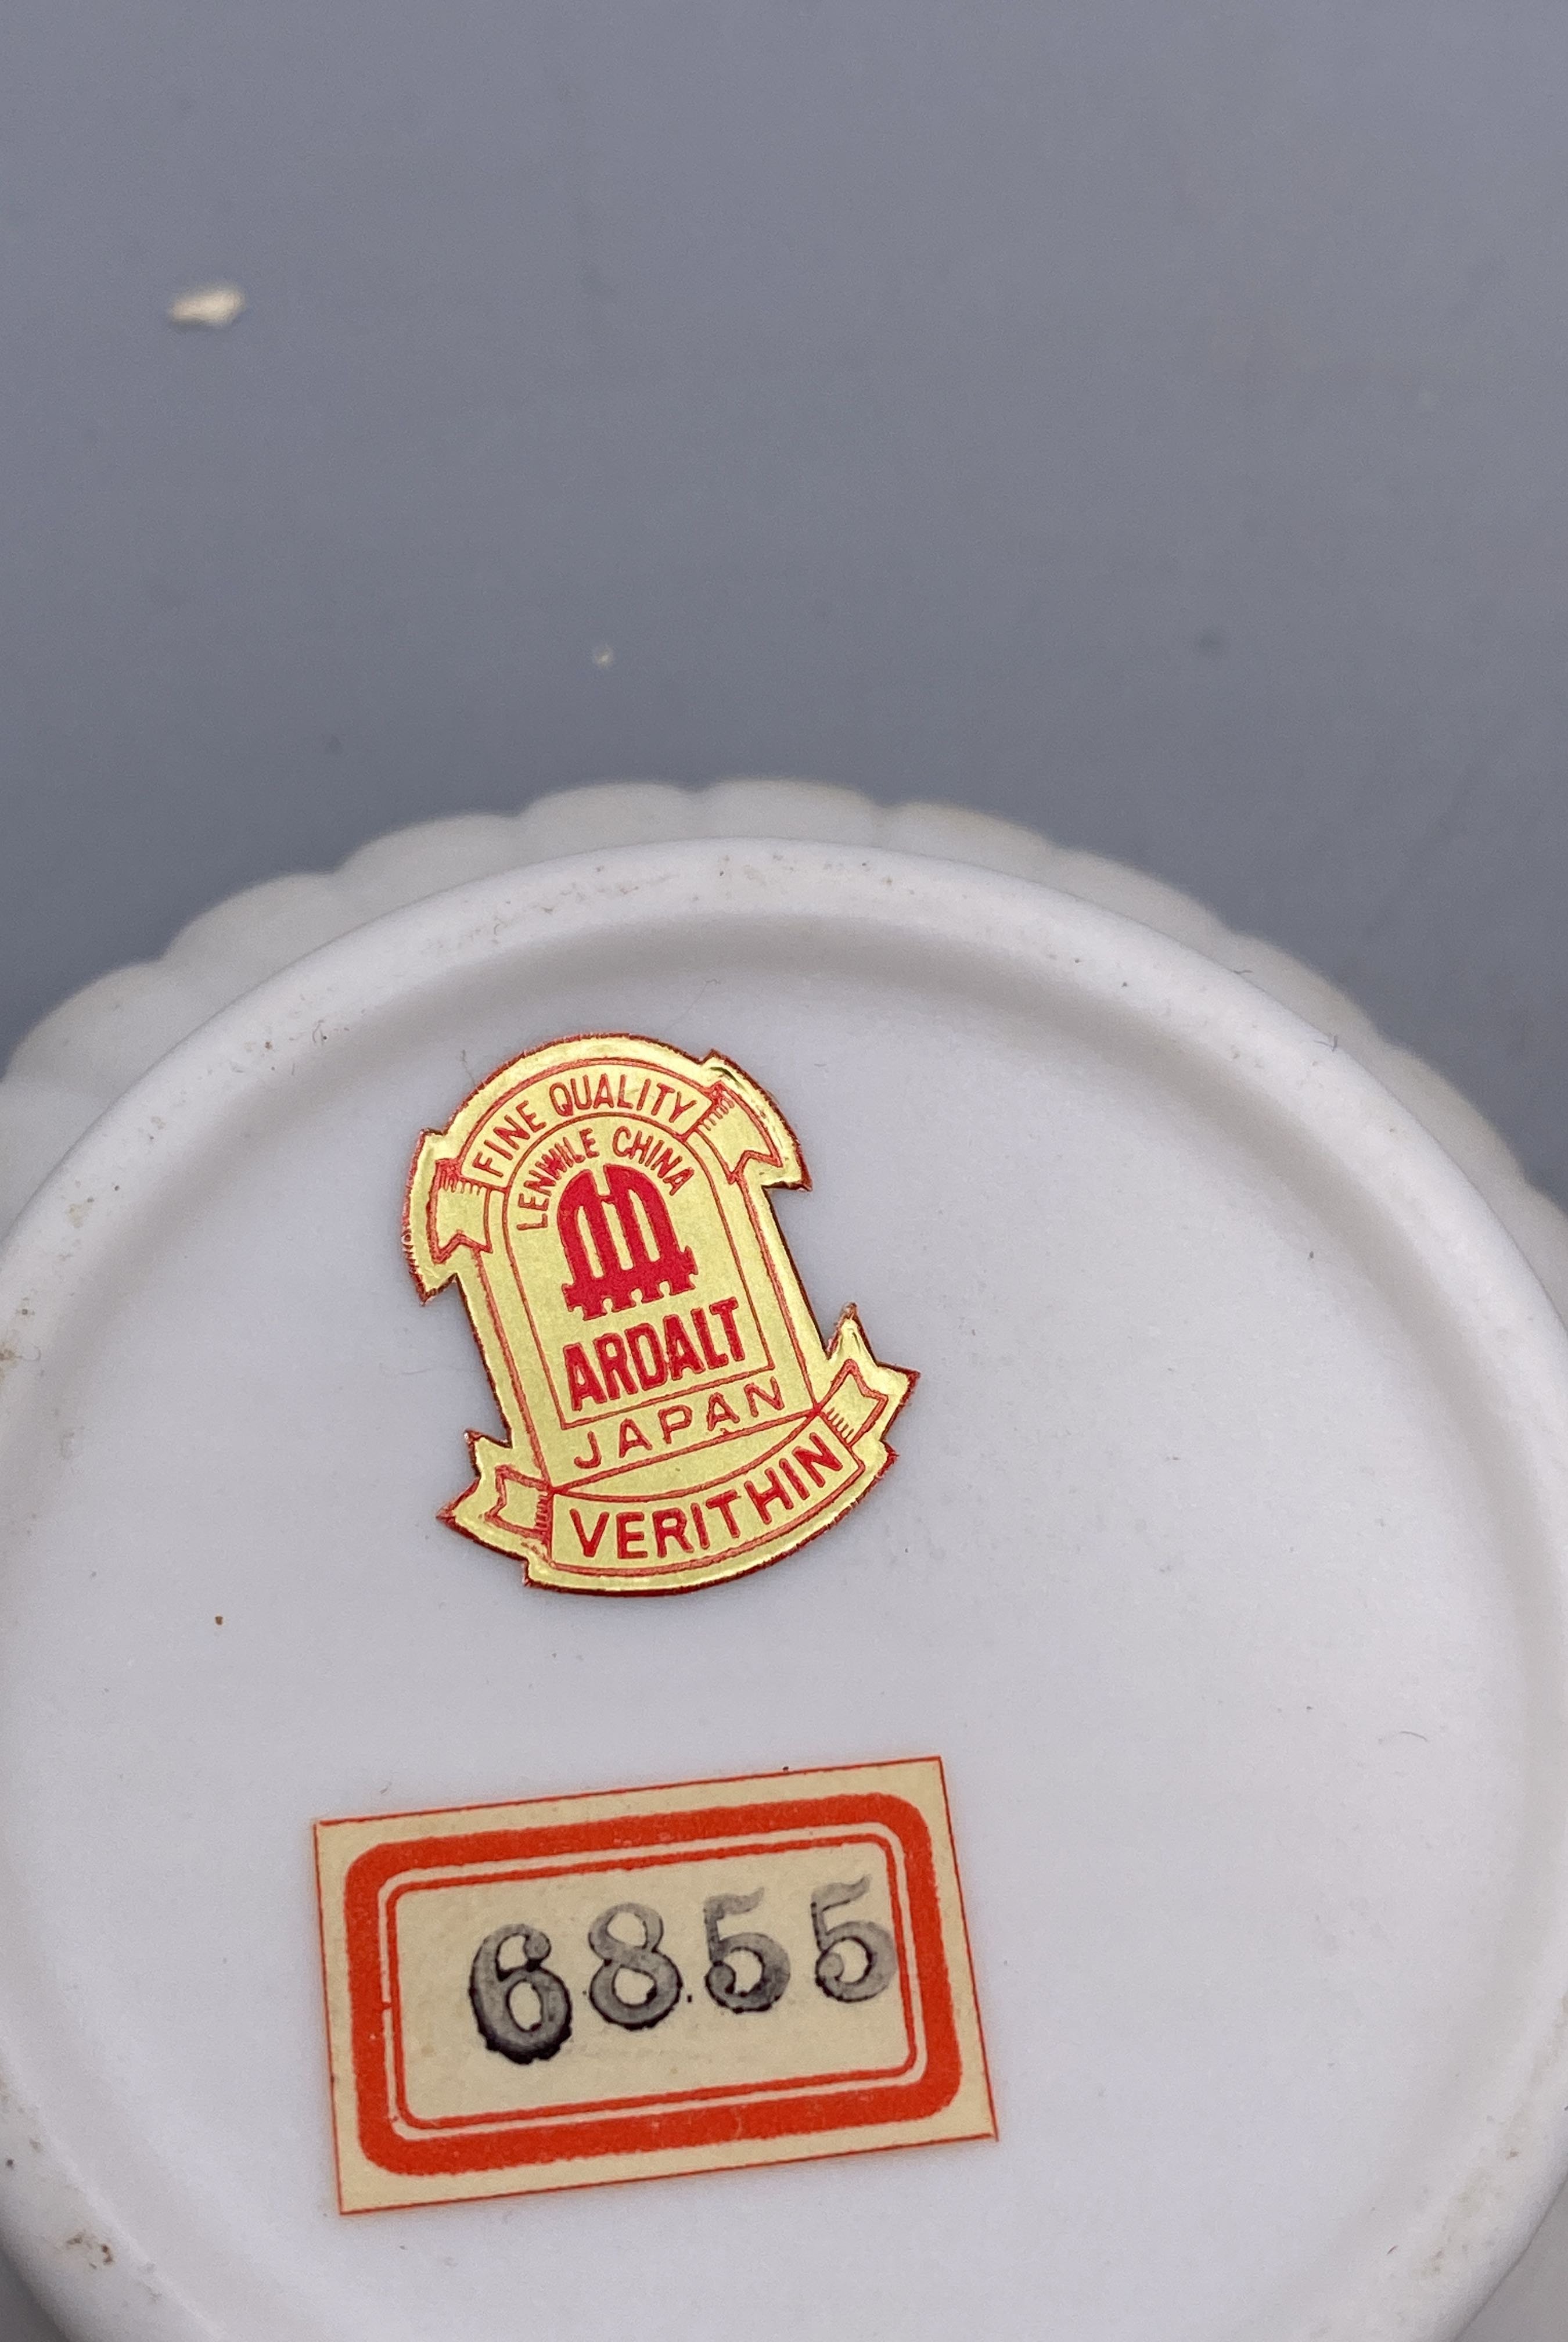 FINE QUALITY
LENWILE CHINA
ARDALT
JAPAN
VERITHIN
6855